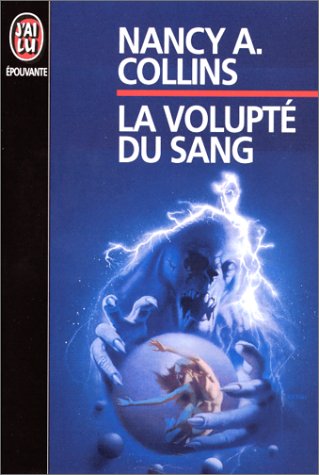 J'AI
LU
ÉPOUVANTE
NANCY A.
COLLINS
LA VOLUPTÉ
DU SANG